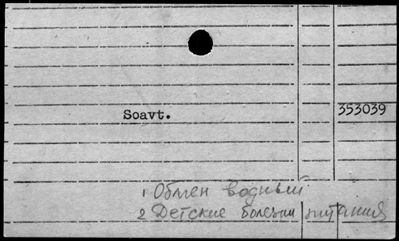 Soavt. 353039
1 Обмен водный
2 Детские болезни питания